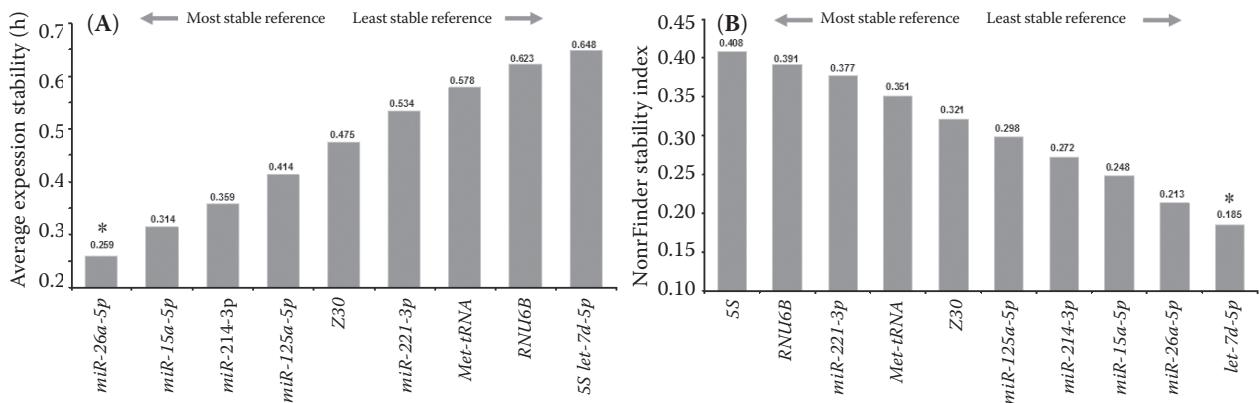 (A)
Most stable reference
Least stable reference
Average expession stability (h)
0.7
0.6
0.5
0.4
0.3
0.2
*
0.259
0.314
0.359
0.414
0.475
0.534
0.578
0.623
0.648
miR-26a-5p
miR-15a-5p
miR-214-3p
miR-125a-5p
Z30
miR-221-3p
Met-tRNA
RNU6B
5S let-7d-5p
(B)
Most stable reference
Least stable reference
NonrFinder stability index
0.45
0.40
0.35
0.30
0.25
0.20
0.15
0.10
0.408
0.391
0.377
0.351
0.321
0.298
0.272
0.248
0.213
*
0.185
5S
RNU6B
miR-221-3p
Met-tRNA
Z30
miR-125a-5p
miR-214-3p
miR-15a-5p
miR-26a-5p
let-7d-5p